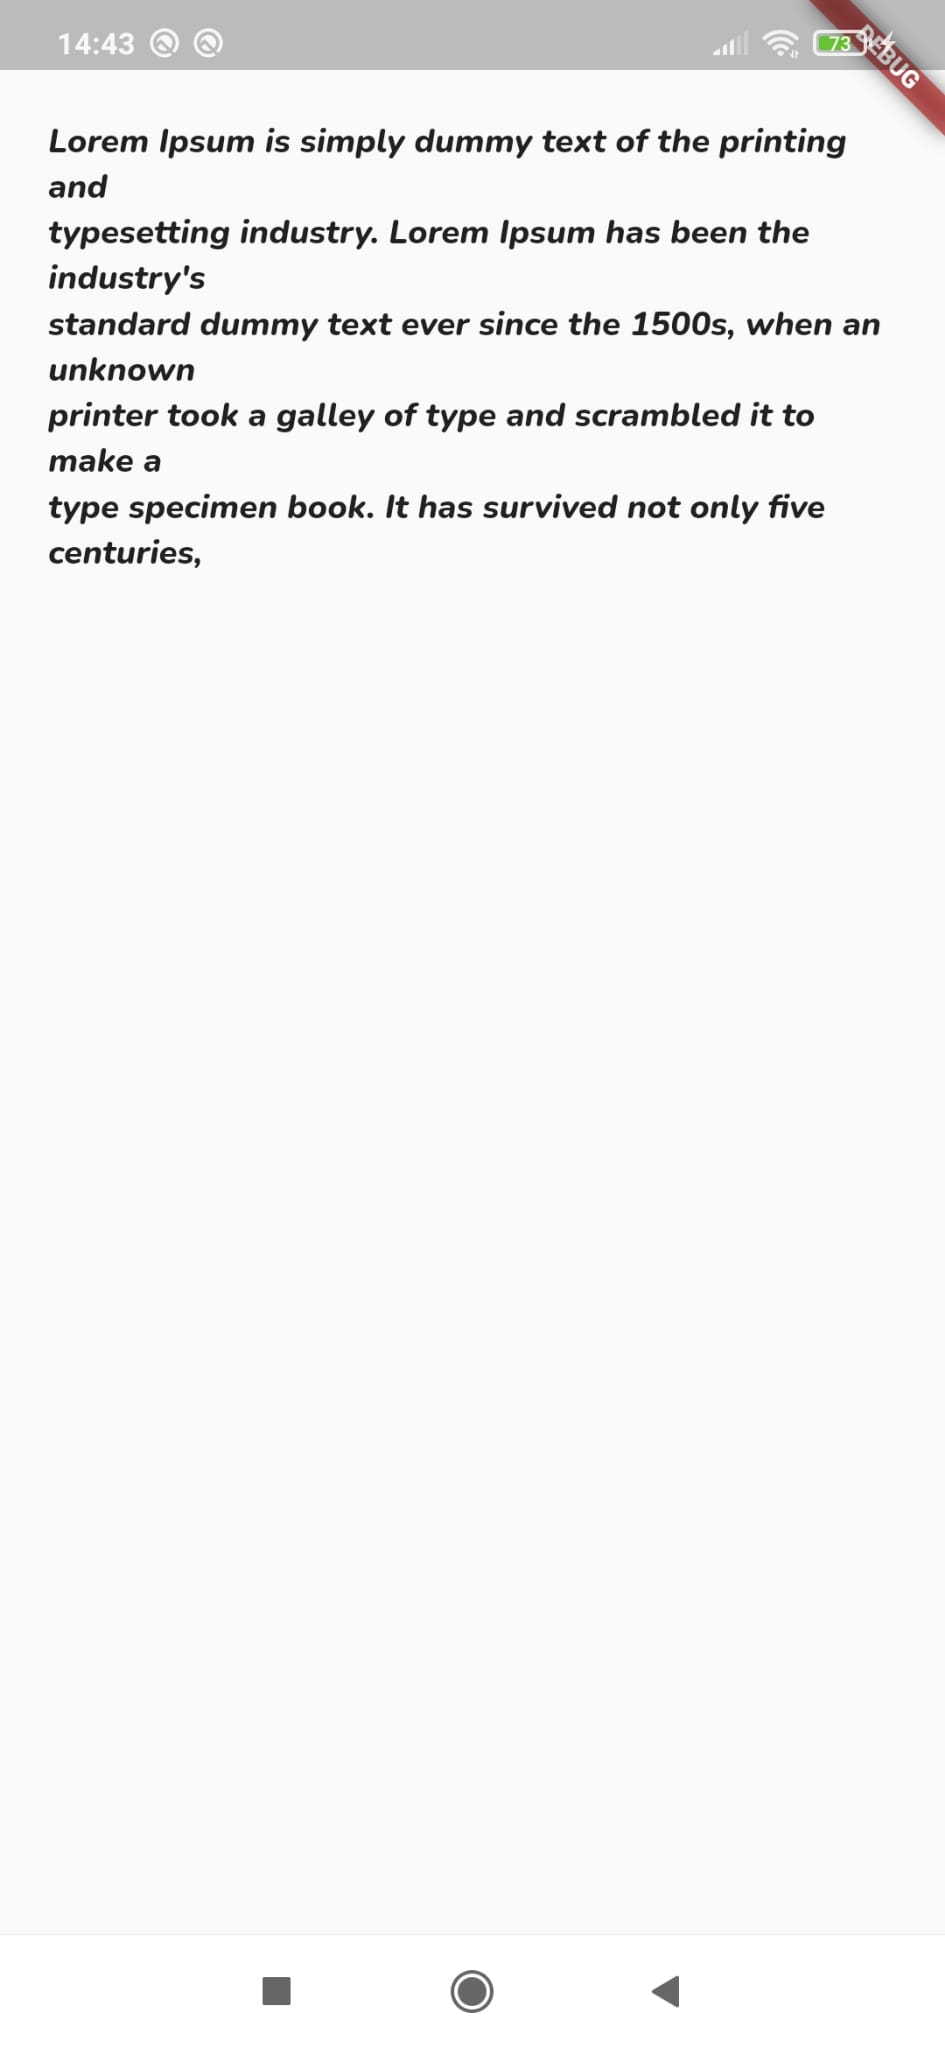 14:43
73
DEBUG
Lorem Ipsum is simply dummy text of the printing
and
typesetting industry. Lorem Ipsum has been the
industry's
standard dummy text ever since the 1500s, when an
unknown
printer took a galley of type and scrambled it to
make a
type specimen book. It has survived not only five
centuries,